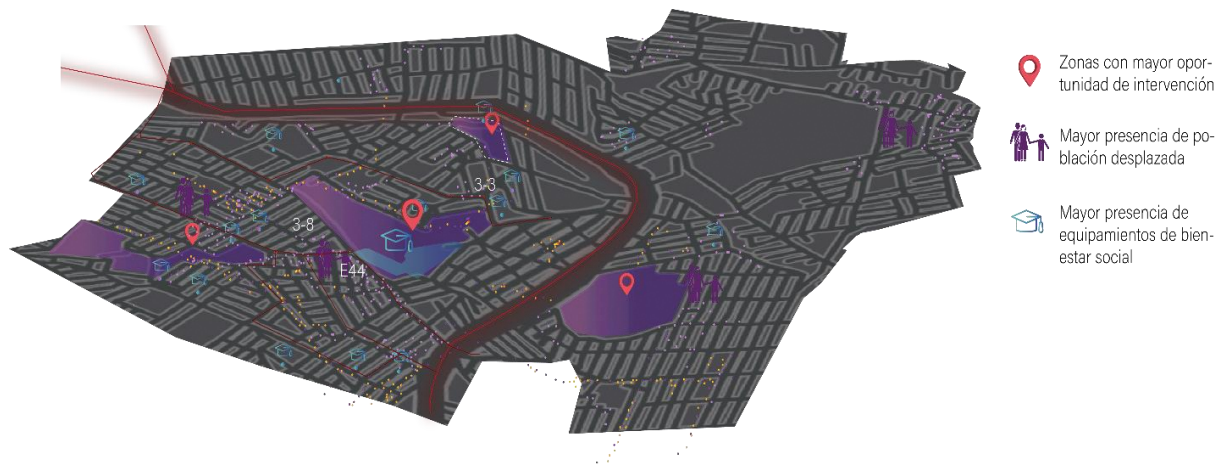 3-3
3-8
E44
Zonas con mayor opor-
tunidad de intervención
Mayor presencia de po-
blación desplazada
Mayor presencia de
equipamientos de bien-
estar social